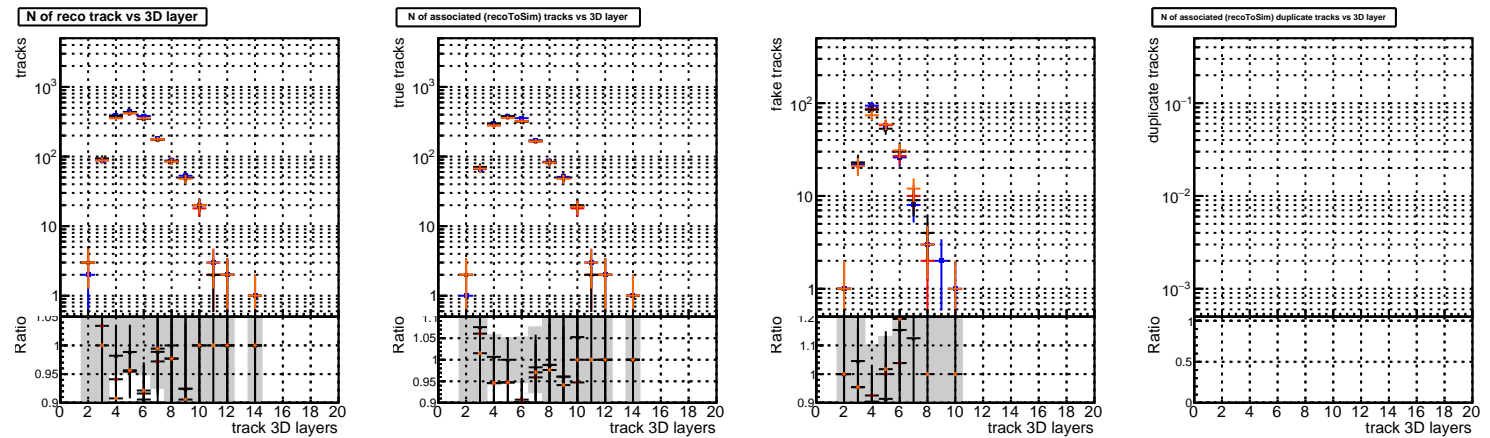 N of reco track vs 3D layer
tracks
10³
10²
10
1
Ratio
1.05
1
0.95
0.9
0 2 4 6 8 10 12 14 16 18 20
track 3D layers
N of associated (recoToSim) tracks vs 3D layer
true tracks
10³
10²
10
1
Ratio
1.1
1.05
1
0.95
0.9
0 2 4 6 8 10 12 14 16 18 20
track 3D layers
fake tracks
10²
10
1
Ratio
1.2
1.1
1
0.9
0.8
0 2 4 6 8 10 12 14 16 18 20
track 3D layers
N of associated (recoToSim) duplicate tracks vs 3D layer
duplicate tracks
10⁻¹
10⁻²
10⁻³
Ratio
1
0.5
0
0 2 4 6 8 10 12 14 16 18 20
track 3D layers